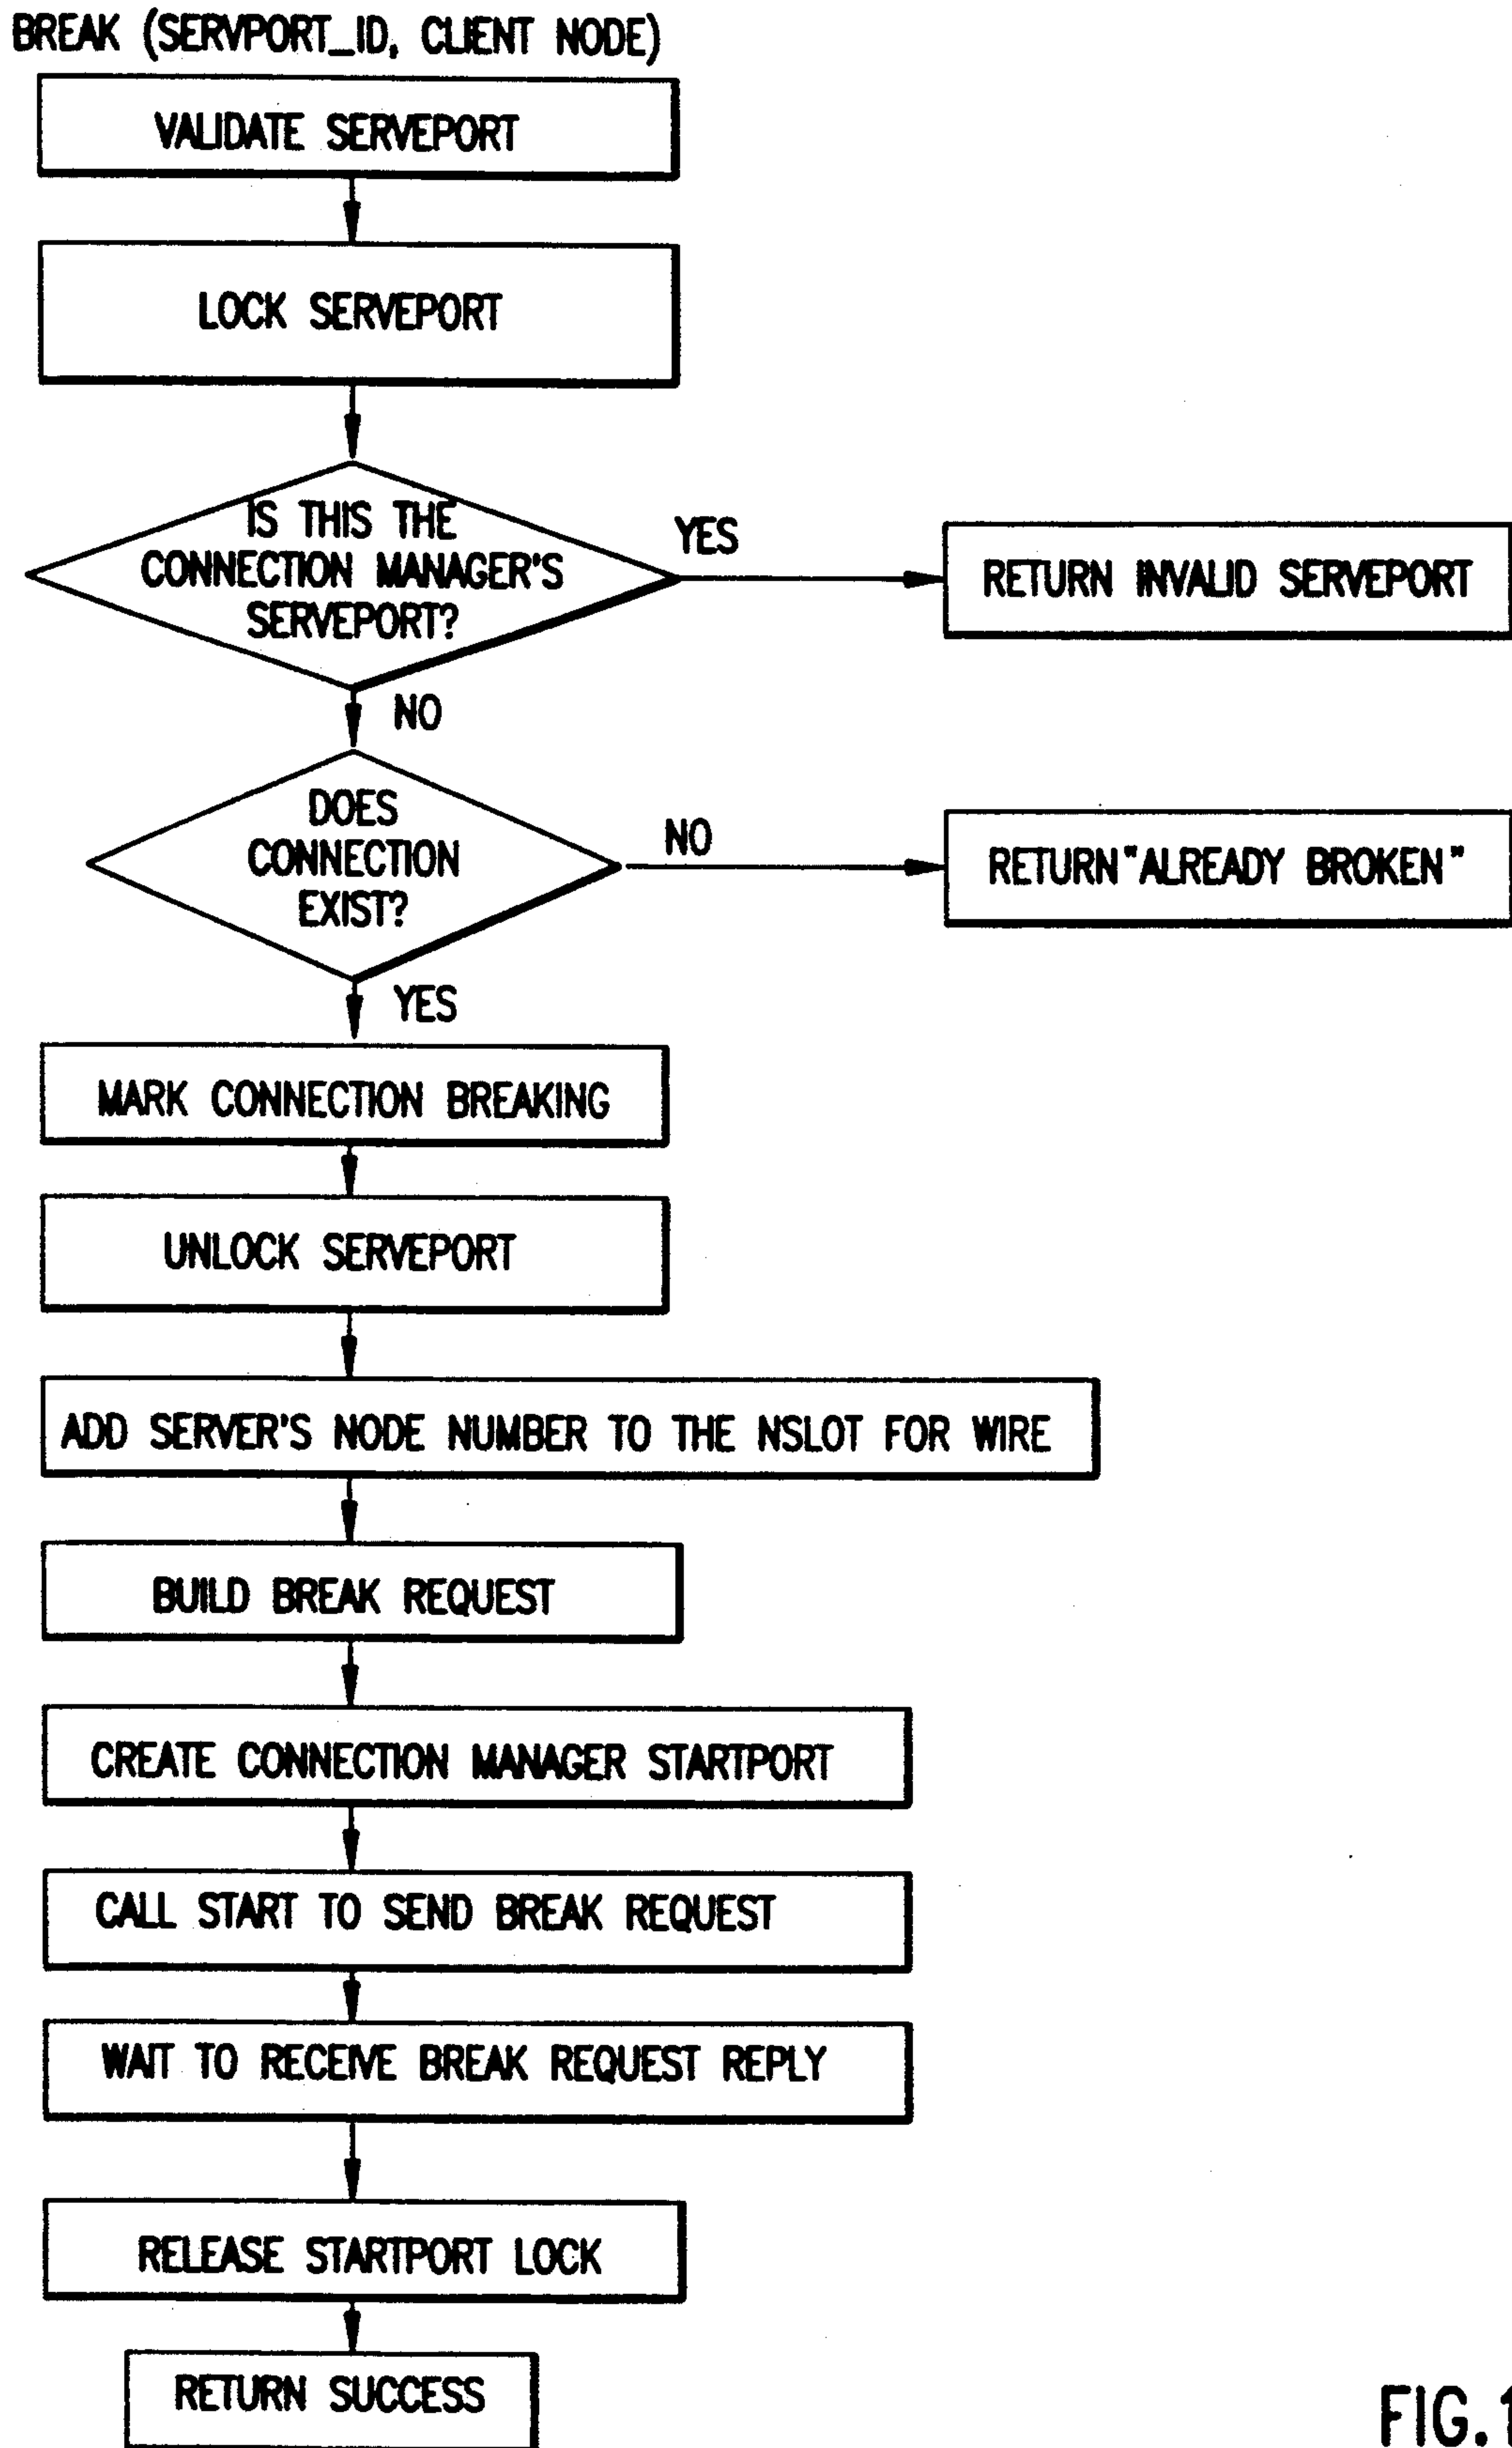 BREAK (SERVPORT_ID, CLIENT NODE)
VALIDATE SERVEPORT
LOCK SERVEPORT
IS THIS THE
CONNECTION MANAGER'S
SERVEPORT?
YES
RETURN INVALID SERVEPORT
NO
DOES
CONNECTION
EXIST?
NO
RETURN "ALREADY BROKEN"
YES
MARK CONNECTION BREAKING
UNLOCK SERVEPORT
ADD SERVER'S NODE NUMBER TO THE NSLOT FOR WIRE
BUILD BREAK REQUEST
CREATE CONNECTION MANAGER STARTPORT
CALL START TO SEND BREAK REQUEST
WAIT TO RECEIVE BREAK REQUEST REPLY
RELEASE STARTPORT LOCK
RETURN SUCCESS
FIG.1